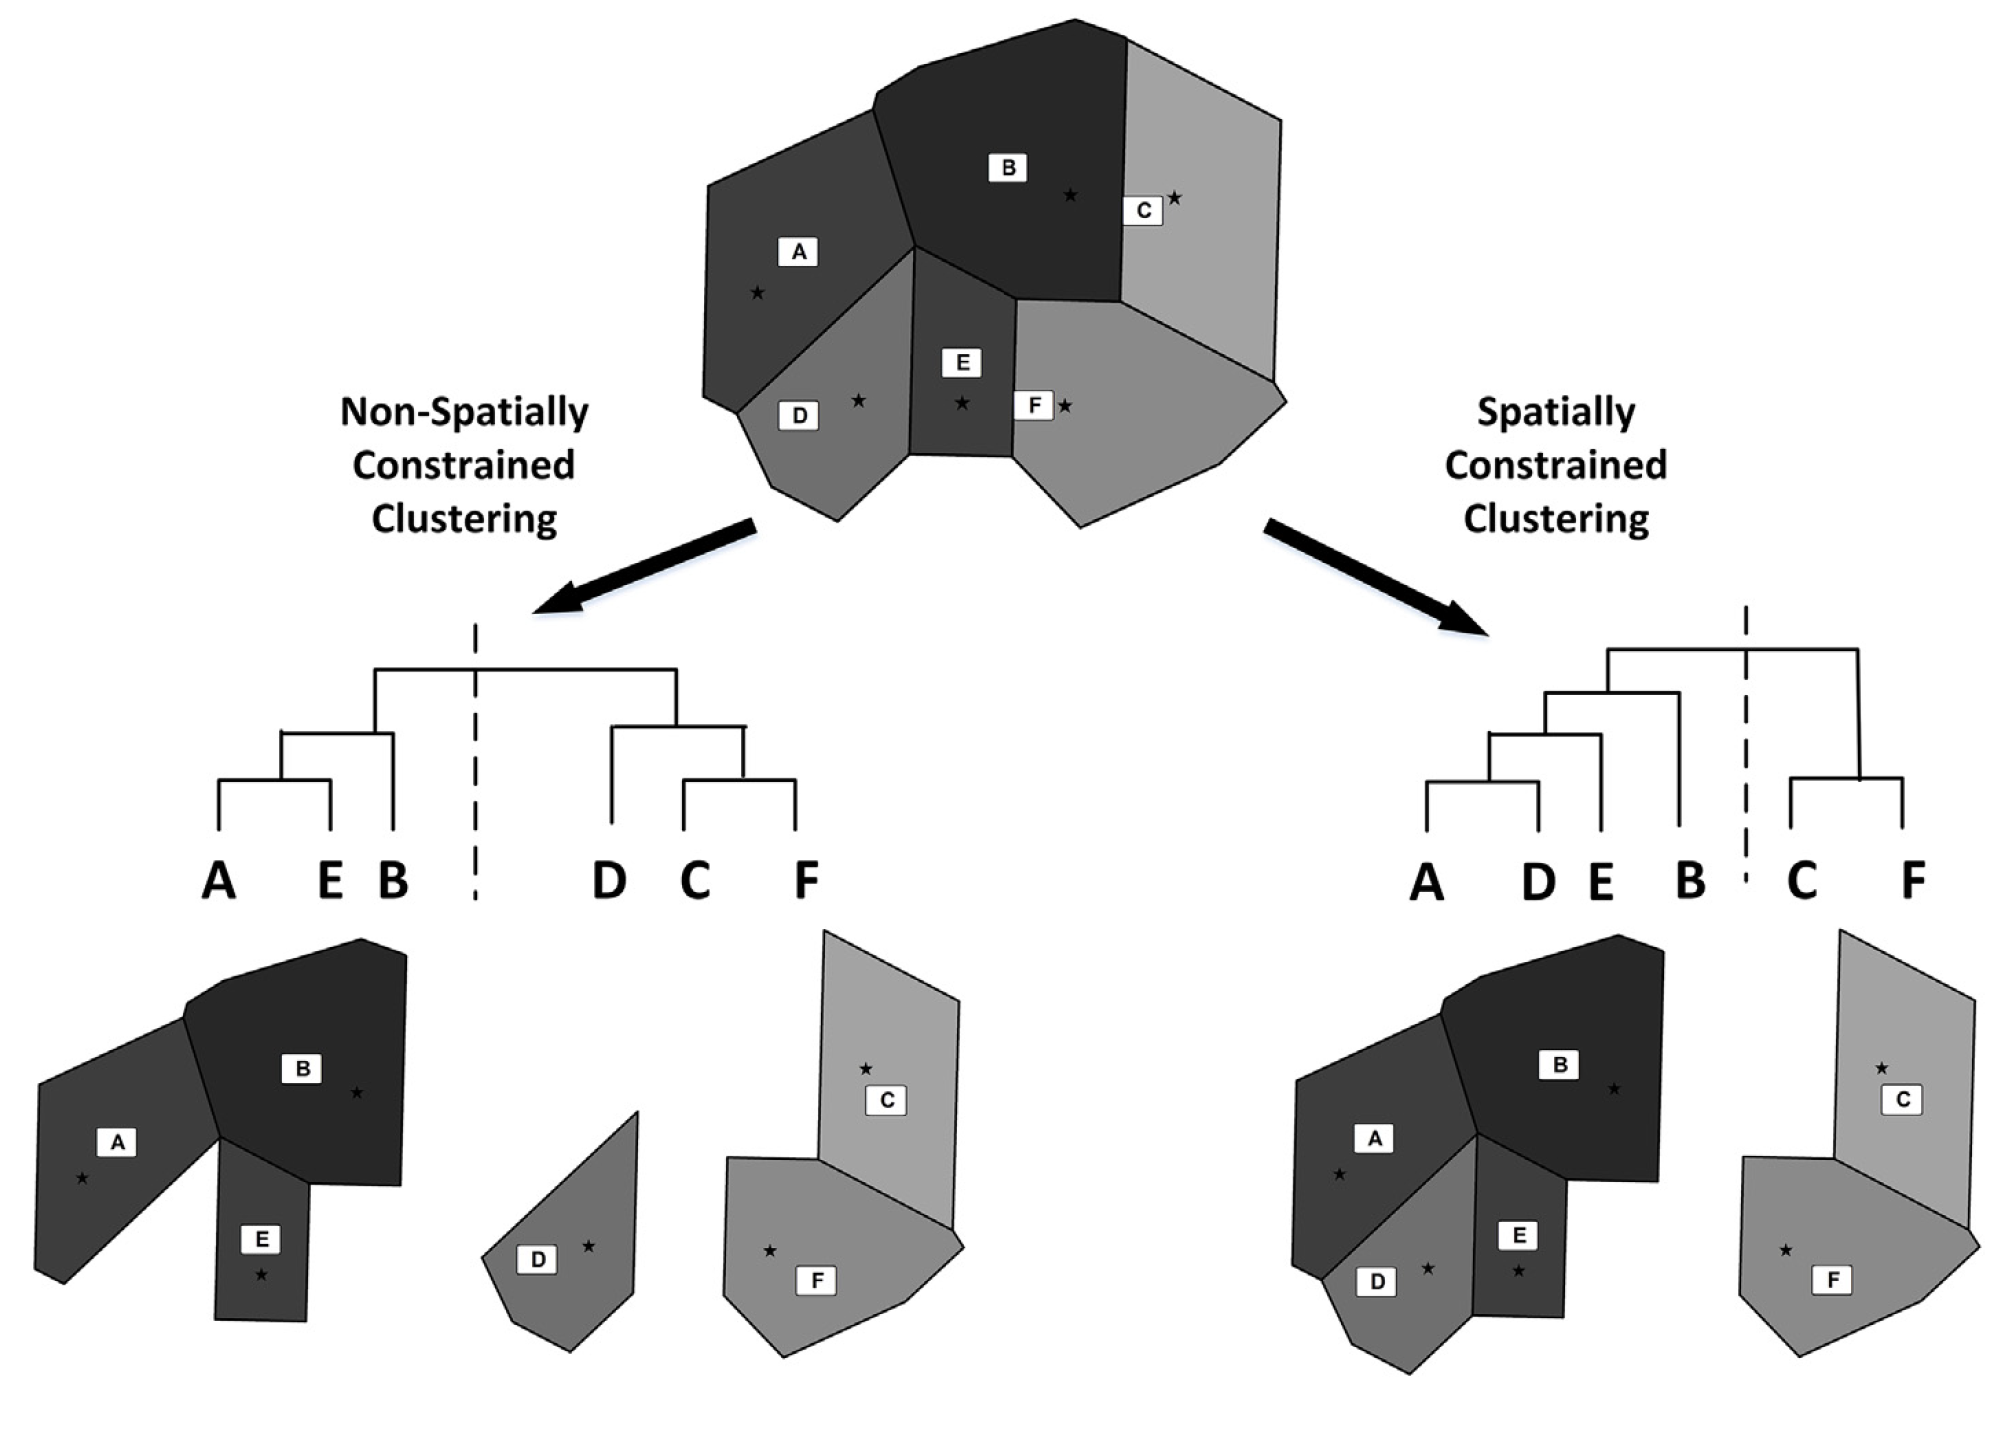 B
C
A
E
D
F
Non-Spatially
Constrained
Clustering
Spatially
Constrained
Clustering
A E B D C F
A D E B C F
B
A
E
D
C
F
B
A
E
D
C
F